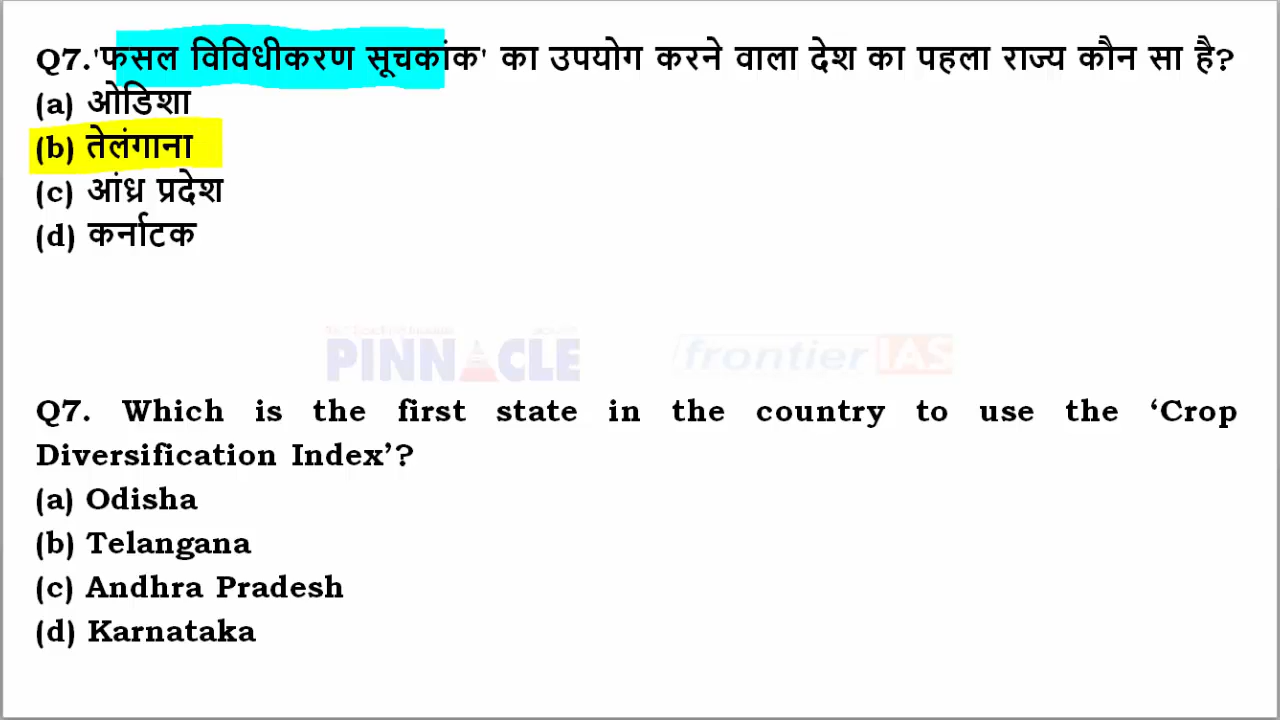 Q7.'फसल विविधीकरण सूचकांक' का उपयोग करने वाला देश का पहला राज्य कौन सा है?
(a) ओडिशा
(b) तेलंगाना
(c) आंध्र प्रदेश
(d) कर्नाटक
PINNACLE frontier IAS
Q7. Which is the first state in the country to use the ‘Crop
Diversification Index’?
(a) Odisha
(b) Telangana
(c) Andhra Pradesh
(d) Karnataka